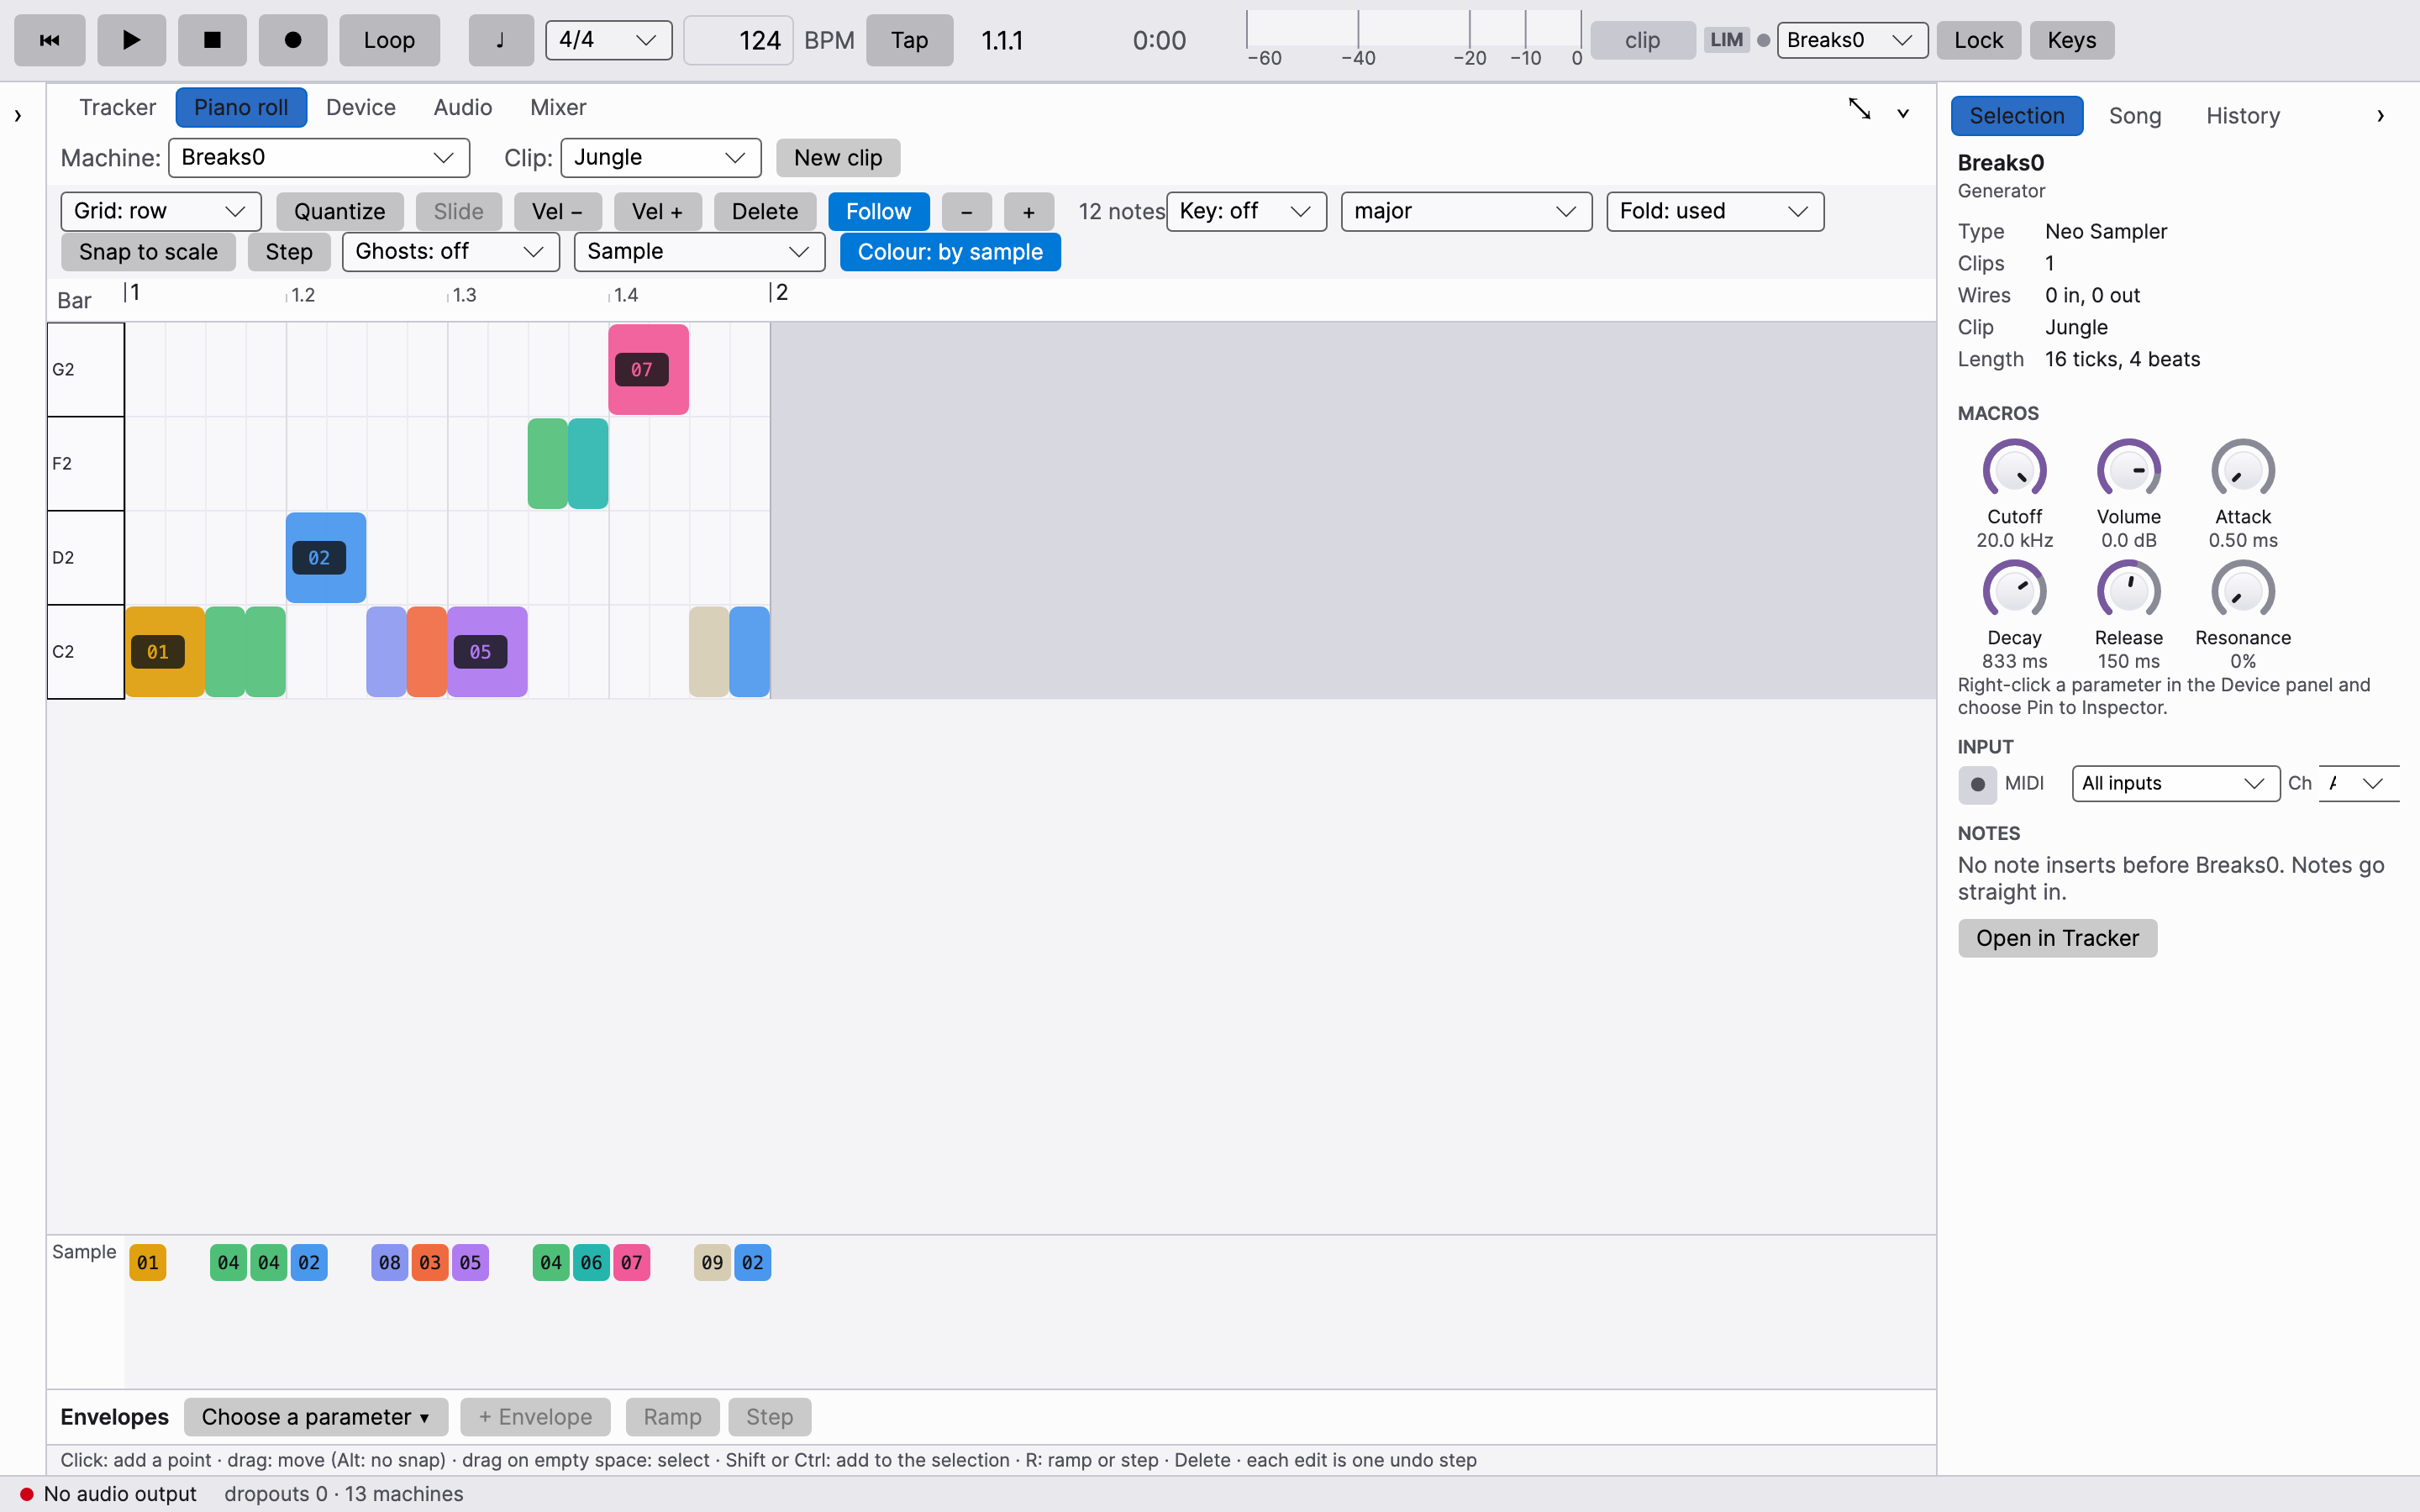 Loop
4/4
124 BPM
Tap
1.1.1
0:00
−60 −40 −20 −10 0
clip
LIM
Breaks0
Lock
Keys
Tracker Piano roll Device Audio Mixer
Machine: Breaks0 Clip: Jungle New clip
Grid: row Quantize Slide Vel − Vel + Delete Follow − + 12 notes Key: off major Fold: used
Snap to scale Step Ghosts: off Sample Colour: by sample
Bar 1 1.2 1.3 1.4 2
G2 07
F2
D2 02
C2 01 05
Sample 01 04 04 02 08 03 05 04 06 07 09 02
Envelopes Choose a parameter ▾ + Envelope Ramp Step
Click: add a point · drag: move (Alt: no snap) · drag on empty space: select · Shift or Ctrl: add to the selection · R: ramp or step · Delete · each edit is one undo step
No audio output dropouts 0 · 13 machines
Selection Song History
Breaks0
Generator
Type Neo Sampler
Clips 1
Wires 0 in, 0 out
Clip Jungle
Length 16 ticks, 4 beats
MACROS
Cutoff Volume Attack
20.0 kHz 0.0 dB 0.50 ms
Decay Release Resonance
833 ms 150 ms 0%
Right-click a parameter in the Device panel and
choose Pin to Inspector.
INPUT
MIDI All inputs Ch
NOTES
No note inserts before Breaks0. Notes go
straight in.
Open in Tracker